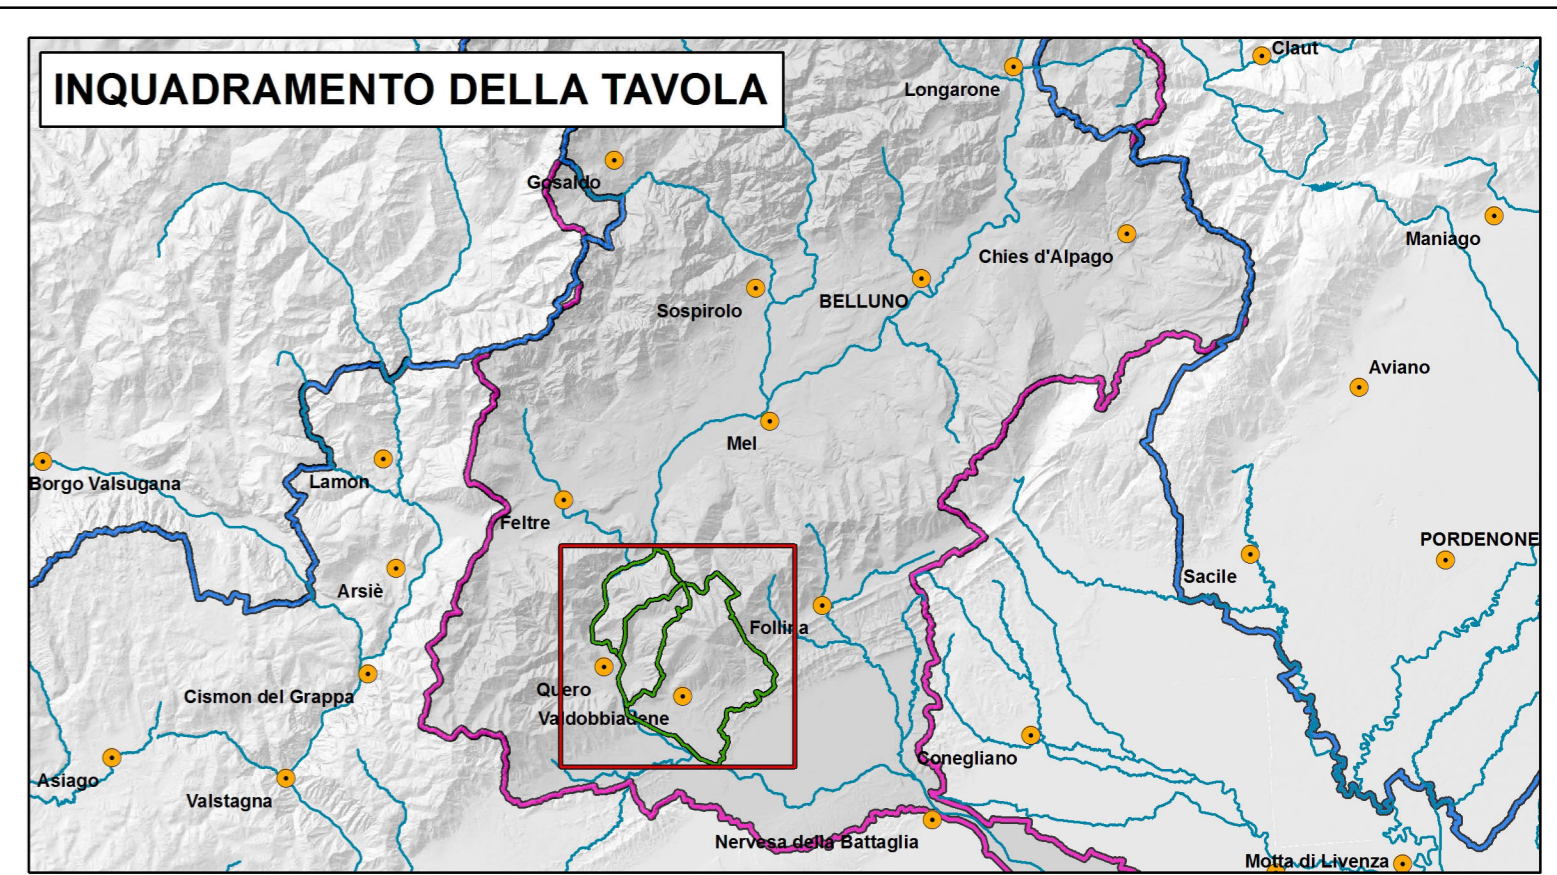 Claut
INQUADRAMENTO DELLA TAVOLA
Longarone
Gosaldo
Maniago
Chies d'Alpago
BELLUNO
Sospirolo
Aviano
Mel
Borgo Valsugana
Lamon
Feltre
PORDENONE
Sacile
Arsiè
Follina
Quero
Cismon del Grappa
Valdobbiadene
Conegliano
Asiago
Valstagna
Nervesa della Battaglia
Motta di Livenza